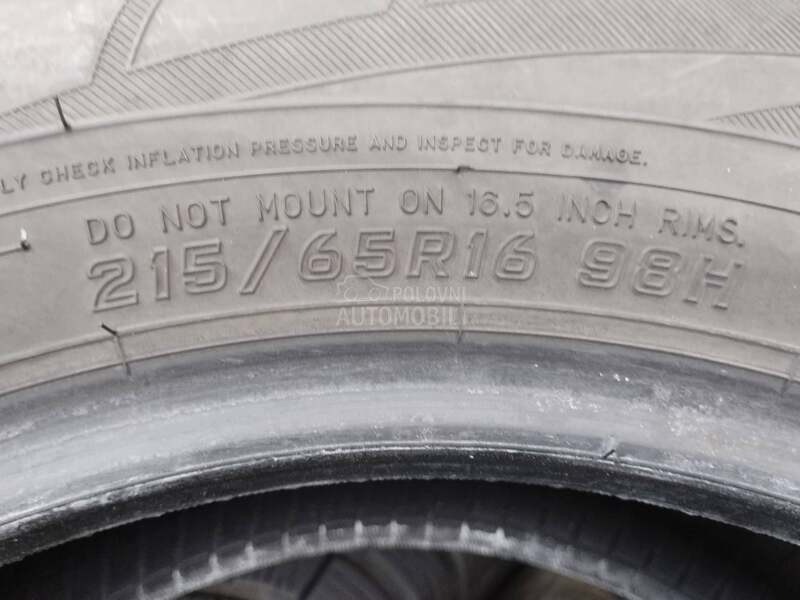 LY CHECK INFLATION PRESSURE AND INSPECT FOR DAMAGE.
DO NOT MOUNT ON 16.5 INCH RIMS.
215/65R16 98H
POLOVNI
AUTOMOBILI